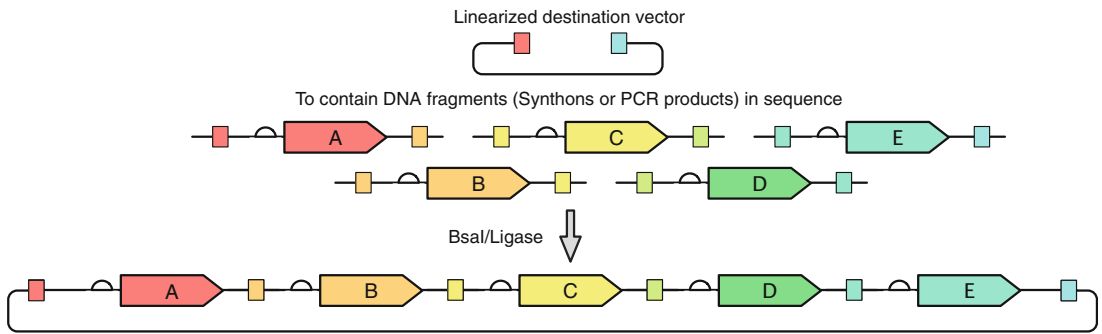 Linearized destination vector
To contain DNA fragments (Synthons or PCR products) in sequence
A
C
E
B
D
BsaI/Ligase
A
B
C
D
E